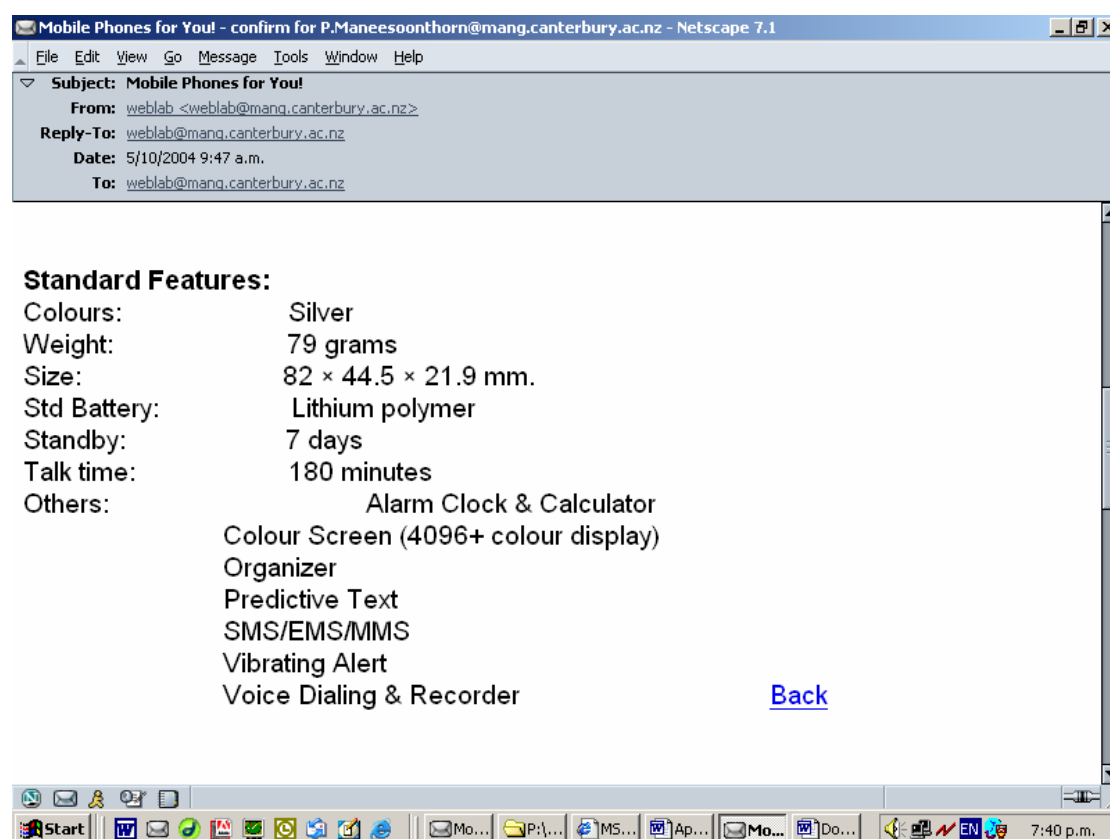 Mobile Phones for You! - confirm for P.Maneesoonthorn@mang.canterbury.ac.nz - Netscape 7.1
File Edit View Go Message Tools Window Help
Subject: Mobile Phones for You!
From: weblab <weblab@mang.canterbury.ac.nz>
Reply-To: weblab@mang.canterbury.ac.nz
Date: 5/10/2004 9:47 a.m.
To: weblab@mang.canterbury.ac.nz
Standard Features:
Colours: Silver
Weight: 79 grams
Size: 82 × 44.5 × 21.9 mm.
Std Battery: Lithium polymer
Standby: 7 days
Talk time: 180 minutes
Others: Alarm Clock & Calculator
Colour Screen (4096+ colour display)
Organizer
Predictive Text
SMS/EMS/MMS
Vibrating Alert
Voice Dialing & Recorder Back
Start Mo... P:\... MS... Ap... Mo... Do... EN 7:40 p.m.